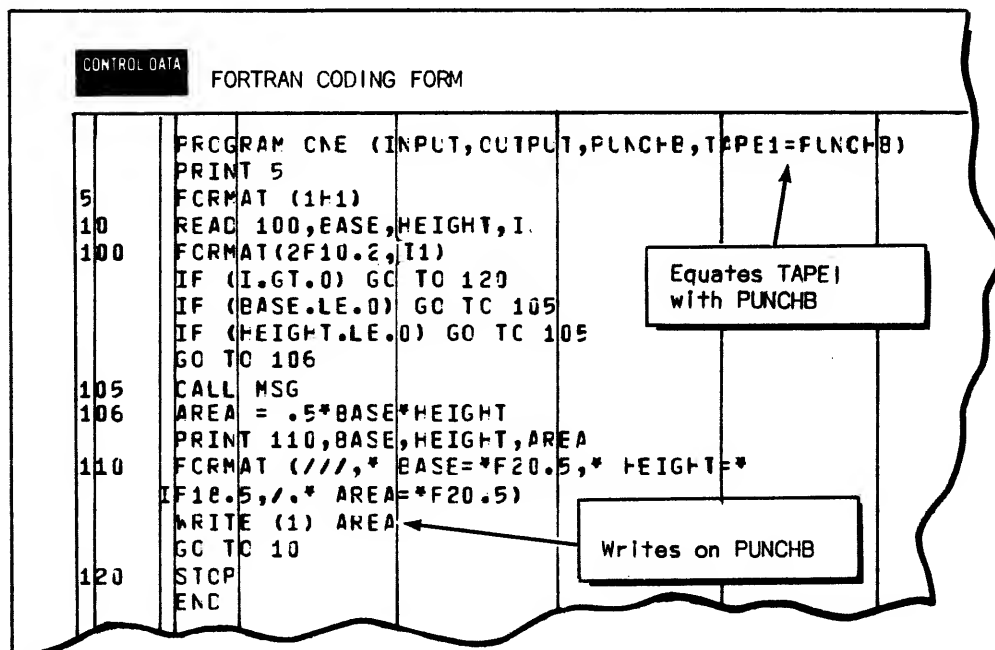 CONTROL DATA
FORTRAN CODING FORM
PROGRAM ONE (INPUT,OUTPUT,PUNCHB,TAPE1=PUNCHB)
PRINT 5
5 FORMAT (1H1)
10 READ 100,BASE,HEIGHT,I
100 FORMAT(2F10.2,I1)
IF (I.GT.0) GO TO 120
IF (BASE.LE.0) GO TO 105
IF (HEIGHT.LE.0) GO TO 105
GO TO 106
105 CALL MSG
106 AREA = .5*BASE*HEIGHT
PRINT 110,BASE,HEIGHT,AREA
110 FORMAT (///,* BASE=*F20.5,* HEIGHT=*
IF18.5,/.* AREA=*F20.5)
WRITE (1) AREA
GO TO 10
120 STOP
END
Equates TAPE1
with PUNCHB
Writes on PUNCHB